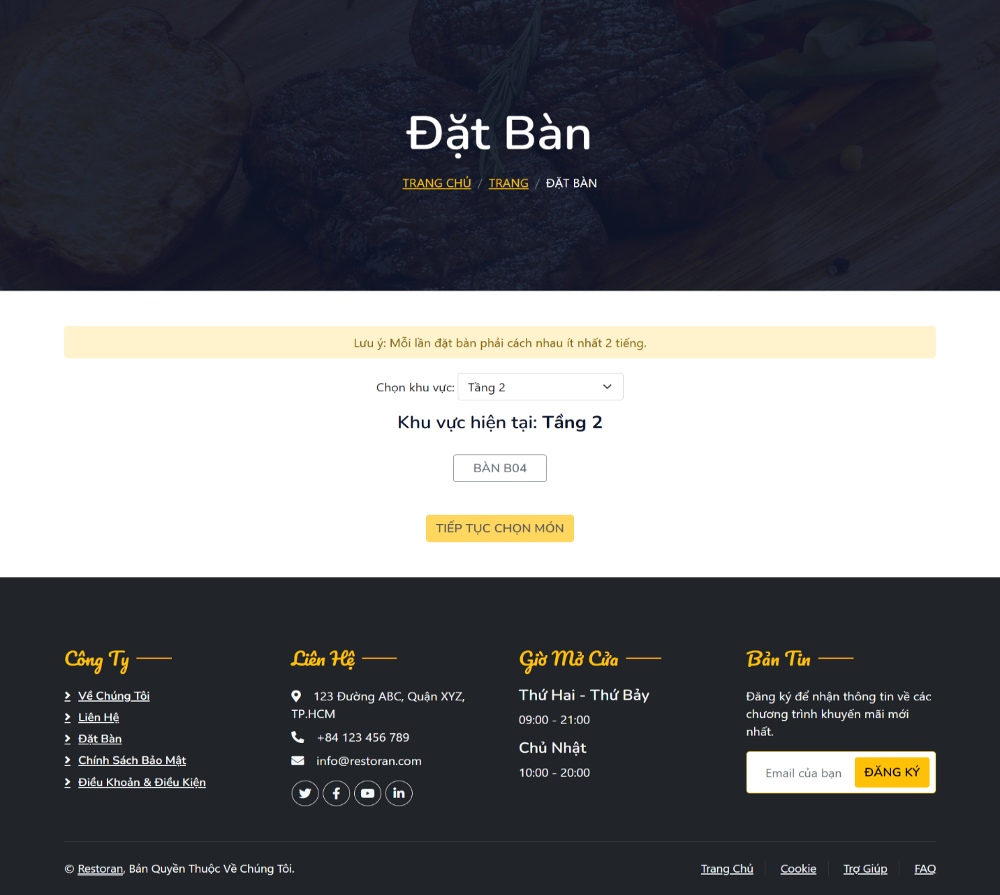 Đặt Bàn
TRANG CHỦ / TRANG / ĐẶT BÀN
Lưu ý: Mỗi lần đặt bàn phải cách nhau ít nhất 2 tiếng.
Chọn khu vực: Tầng 2
Khu vực hiện tại: Tầng 2
BÀN B04
TIẾP TỤC CHỌN MÓN
Công Ty
Về Chúng Tôi
Liên Hệ
Đặt Bàn
Chính Sách Bảo Mật
Điều Khoản & Điều Kiện
Liên Hệ
123 Đường ABC, Quận XYZ,
TP.HCM
+84 123 456 789
info@restoran.com
Giờ Mở Cửa
Thứ Hai - Thứ Bảy
09:00 - 21:00
Chủ Nhật
10:00 - 20:00
Bản Tin
Đăng ký để nhận thông tin về các
chương trình khuyến mãi mới
nhất.
Email của bạn
ĐĂNG KÝ
© Restoran, Bản Quyền Thuộc Về Chúng Tôi.
Trang Chủ
Cookie
Trợ Giúp
FAQ